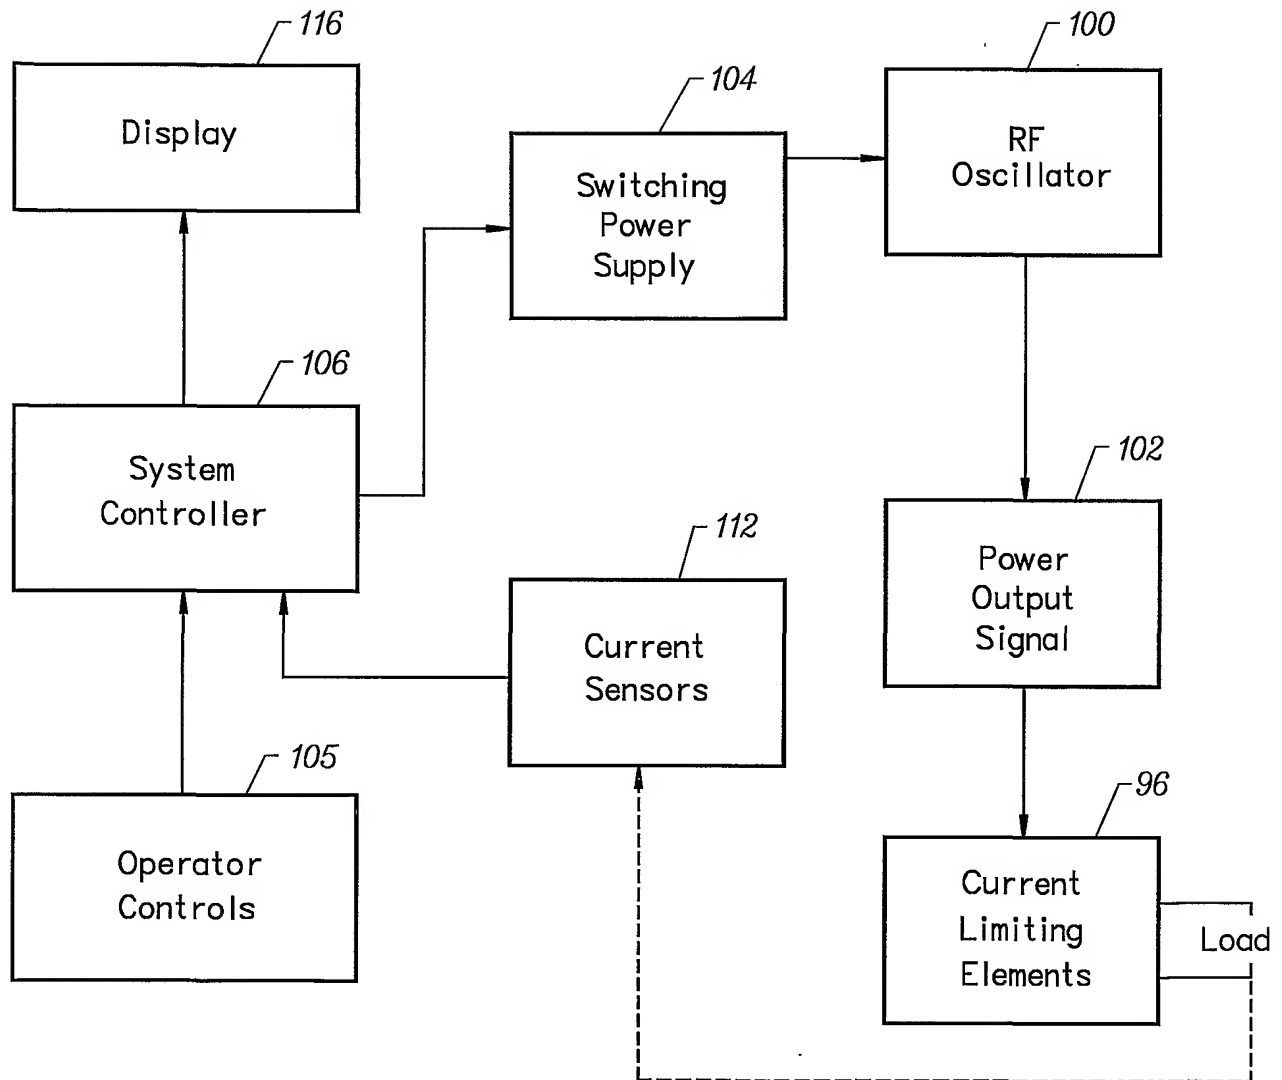 116
Display
104
Switching
Power
Supply
100
RF
Oscillator
106
System
Controller
112
Current
Sensors
102
Power
Output
Signal
105
Operator
Controls
96
Current
Limiting
Elements
Load